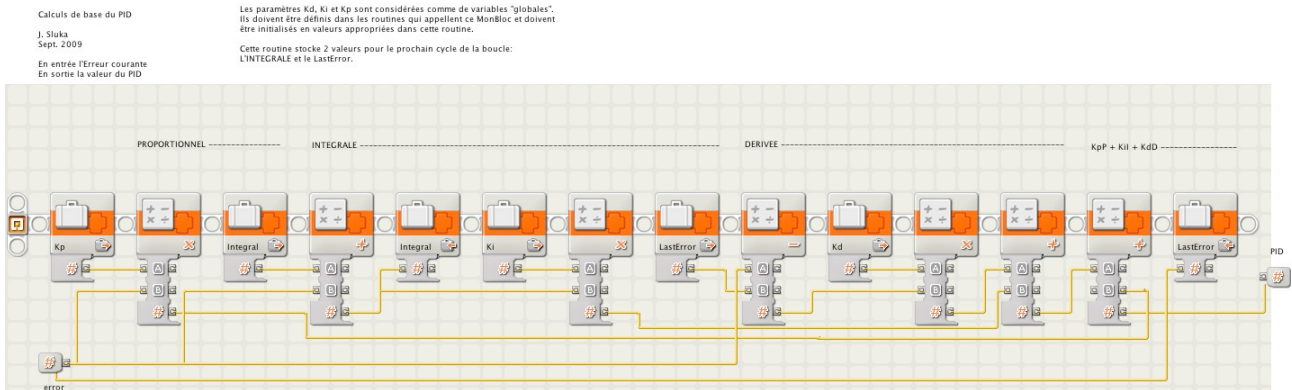 Calculs de base du PID
J. Sluka
Sept. 2009
En entrée l'Erreur courante
En sortie la valeur du PID
Les paramètres Kd, Ki et Kp sont considérées comme de variables "globales".
Ils doivent être définis dans les routines qui appellent ce MonBloc et doivent
être initialisés en valeurs appropriées dans cette routine.
Cette routine stocke 2 valeurs pour le prochain cycle de la boucle:
L'INTEGRALE et le LastError.
PROPORTIONNEL
INTEGRALE
DERIVEE
KpP + KiI + KdD
Kp
Integral
Integral
Ki
LastError
Kd
LastError
A
B
A
B
A
B
A
B
A
B
A
B
A
B
PID
error